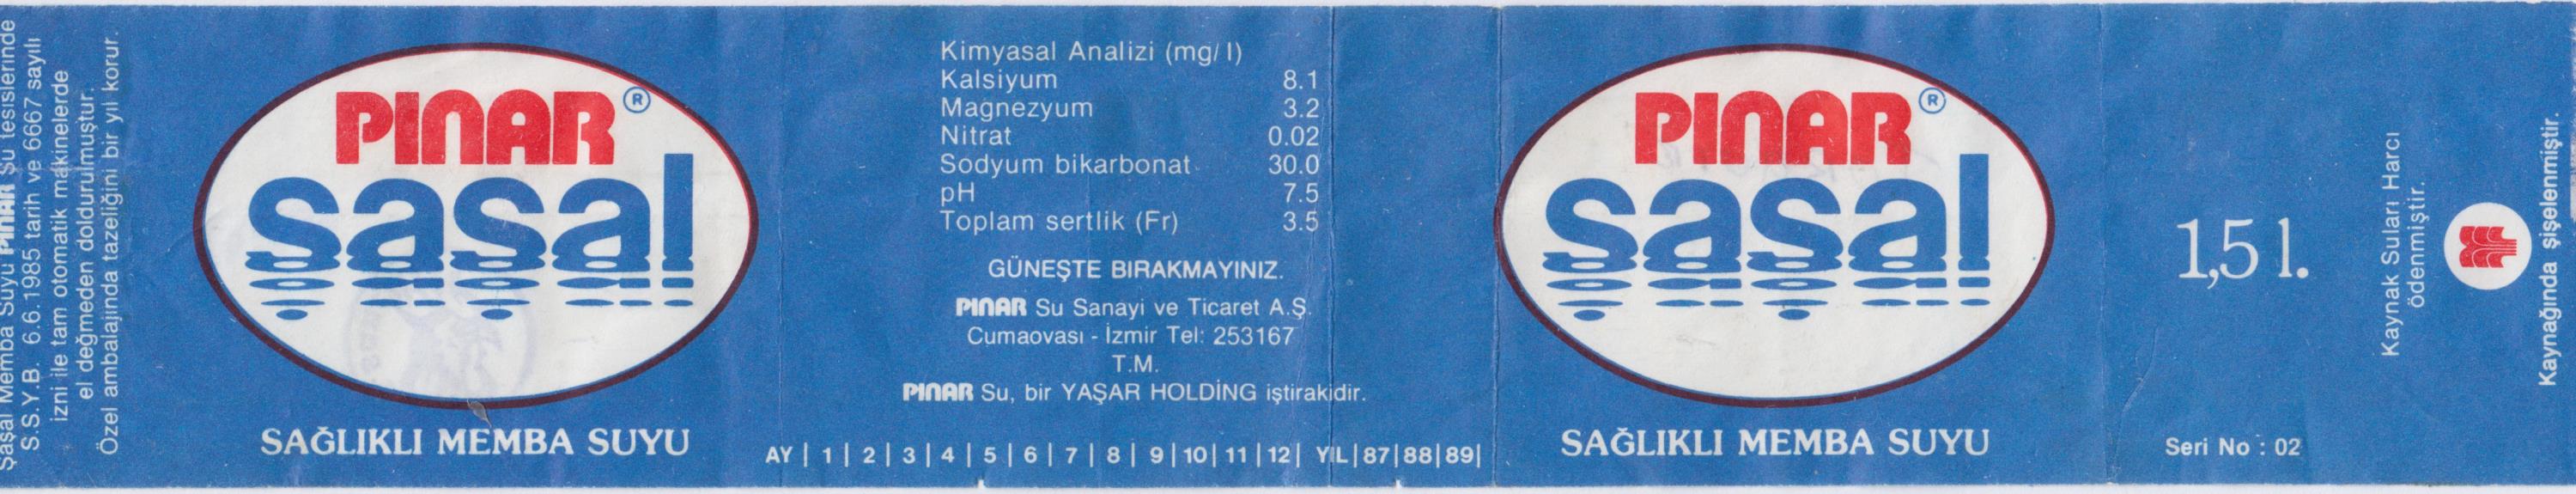 Şaşal Memba Suyu PINAR Su tesislerinde
S.S.Y.B. 6.6.1985 tarih ve 6667 sayılı
izni ile tam otomatik makinelerde
el değmeden doldurulmuştur.
Özel ambalajında tazeliğini bir yıl korur.
PINAR®
şaşal
SAĞLIKLI MEMBA SUYU
Kimyasal Analizi (mg/l)
Kalsiyum 8.1
Magnezyum 3.2
Nitrat 0.02
Sodyum bikarbonat 30.0
pH 7.5
Toplam sertlik (Fr) 3.5
GÜNEŞTE BIRAKMAYINIZ.
PINAR Su Sanayi ve Ticaret A.Ş.
Cumaovası - İzmir Tel: 253167
T.M.
PINAR Su, bir YAŞAR HOLDİNG iştirakidir.
AY | 1 | 2 | 3 | 4 | 5 | 6 | 7 | 8 | 9 | 10 | 11 | 12 | YIL | 87 | 88 | 89 |
PINAR®
şaşal
SAĞLIKLI MEMBA SUYU
1,5 l.
Seri No : 02
Kaynak Suları Harcı
ödenmiştir.
Kaynağında şişelenmiştir.